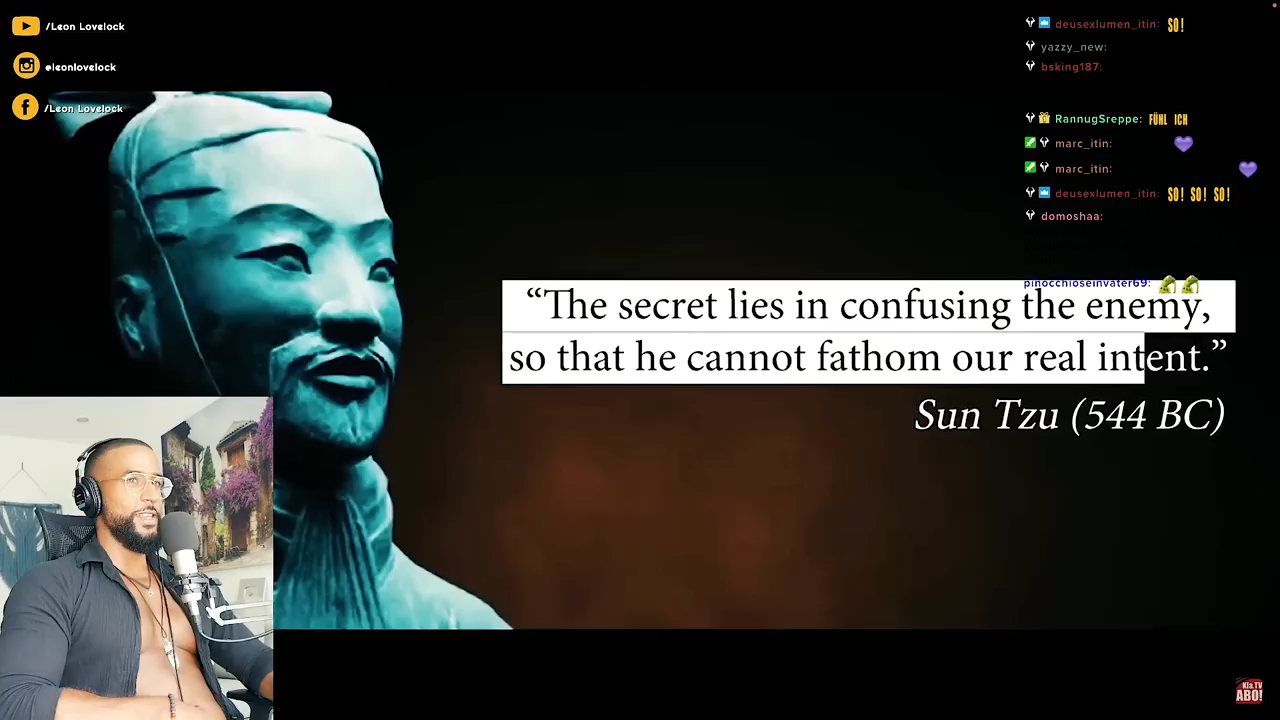 /Leon Lovelock
@leonlovelock
/Leon Lovelock
deusexlumen_itin: SO!
yazzy_new:
bsking187:
RannugSreppe: FÜHL ICH
marc_itin:
marc_itin:
deusexlumen_itin: SO! SO! SO!
domoshaa:
pinocchioseinvater69:
“The secret lies in confusing the enemy,
so that he cannot fathom our real intent.”
Sun Tzu (544 BC)
Kla.TV
ABO!